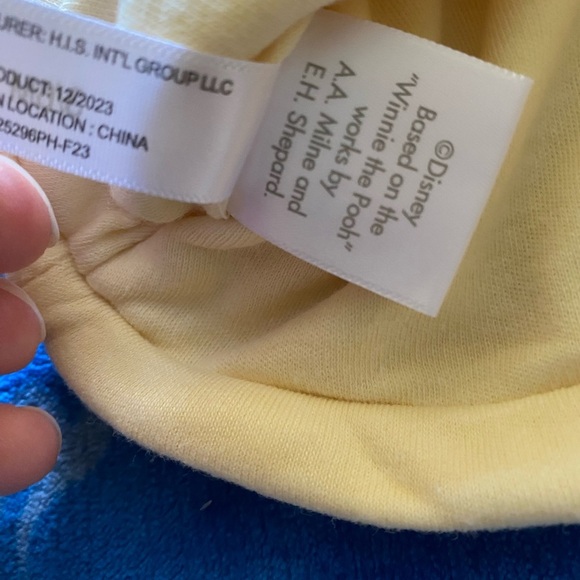 URER: H.I.S. INT'L GROUP LLC
ODUCT: 12/2023
N LOCATION : CHINA
25296PH-F23
©Disney
Based on the
"Winnie the Pooh"
works by
A.A. Milne and
E.H. Shepard.